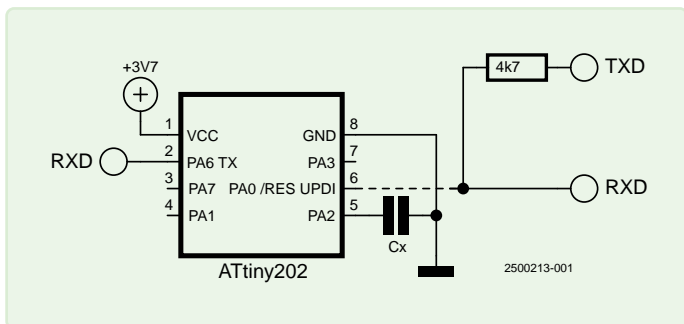 +3V7
4k7
TXD
1
VCC
GND
8
RXD
2
PA6 TX
PA3
7
3
PA7
PA0 /RES UPDI
6
RXD
4
PA1
PA2
5
Cx
ATtiny202
2500213-001